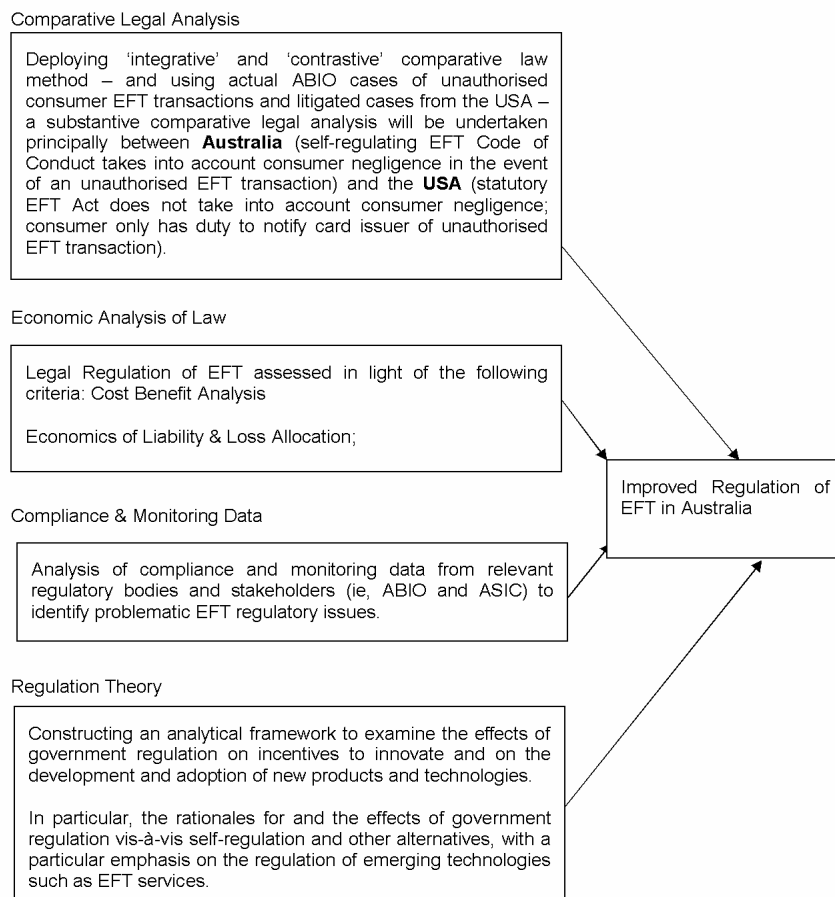 Comparative Legal Analysis
Deploying ‘integrative’ and ‘contrastive’ comparative law
method – and using actual ABIO cases of unauthorised
consumer EFT transactions and litigated cases from the USA –
a substantive comparative legal analysis will be undertaken
principally between Australia (self-regulating EFT Code of
Conduct takes into account consumer negligence in the event
of an unauthorised EFT transaction) and the USA (statutory
EFT Act does not take into account consumer negligence;
consumer only has duty to notify card issuer of unauthorised
EFT transaction).
Economic Analysis of Law
Legal Regulation of EFT assessed in light of the following
criteria: Cost Benefit Analysis
Economics of Liability & Loss Allocation;
Improved Regulation of
EFT in Australia
Compliance & Monitoring Data
Analysis of compliance and monitoring data from relevant
regulatory bodies and stakeholders (ie, ABIO and ASIC) to
identify problematic EFT regulatory issues.
Regulation Theory
Constructing an analytical framework to examine the effects of
government regulation on incentives to innovate and on the
development and adoption of new products and technologies.
In particular, the rationales for and the effects of government
regulation vis-à-vis self-regulation and other alternatives, with a
particular emphasis on the regulation of emerging technologies
such as EFT services.